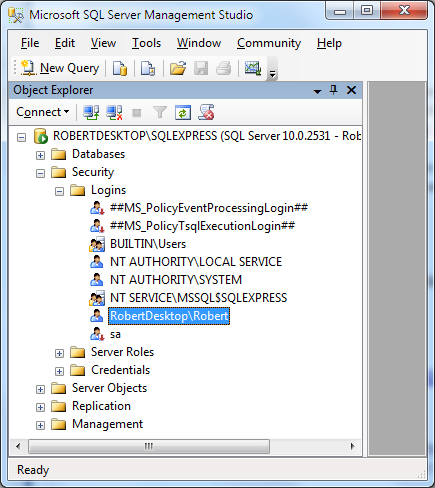 Microsoft SQL Server Management Studio
File Edit View Tools Window Community Help
New Query
Object Explorer
Connect
ROBERTDESKTOP\SQLEXPRESS (SQL Server 10.0.2531 - Rob
Databases
Security
Logins
##MS_PolicyEventProcessingLogin##
##MS_PolicyTsqlExecutionLogin##
BUILTIN\Users
NT AUTHORITY\LOCAL SERVICE
NT AUTHORITY\SYSTEM
NT SERVICE\MSSQL$SQLEXPRESS
RobertDesktop\Robert
sa
Server Roles
Credentials
Server Objects
Replication
Management
Ready